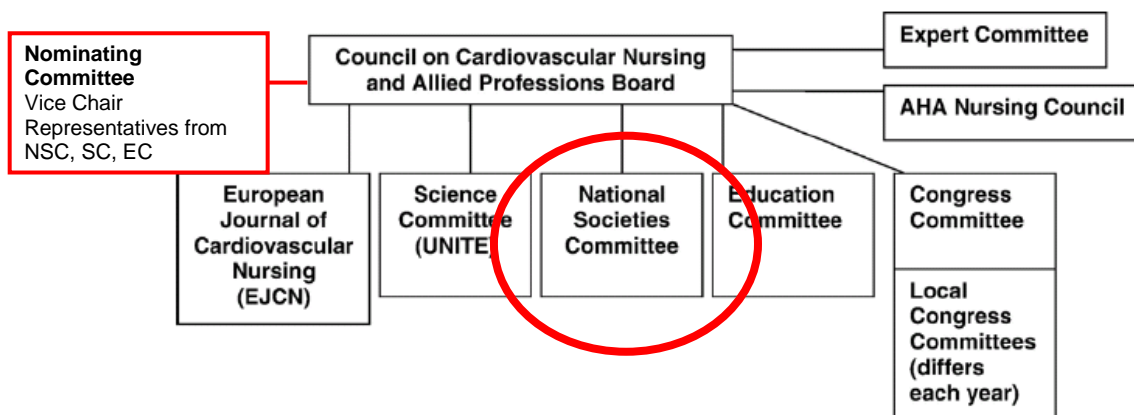 Nominating
Committee
Vice Chair
Representatives from
NSC, SC, EC
Council on Cardiovascular Nursing
and Allied Professions Board
Expert Committee
AHA Nursing Council
European
Journal of
Cardiovascular
Nursing
(EJCN)
Science
Committee
(UNITE)
National
Societies
Committee
Education
Committee
Congress
Committee
Local
Congress
Committees
(differs
each year)